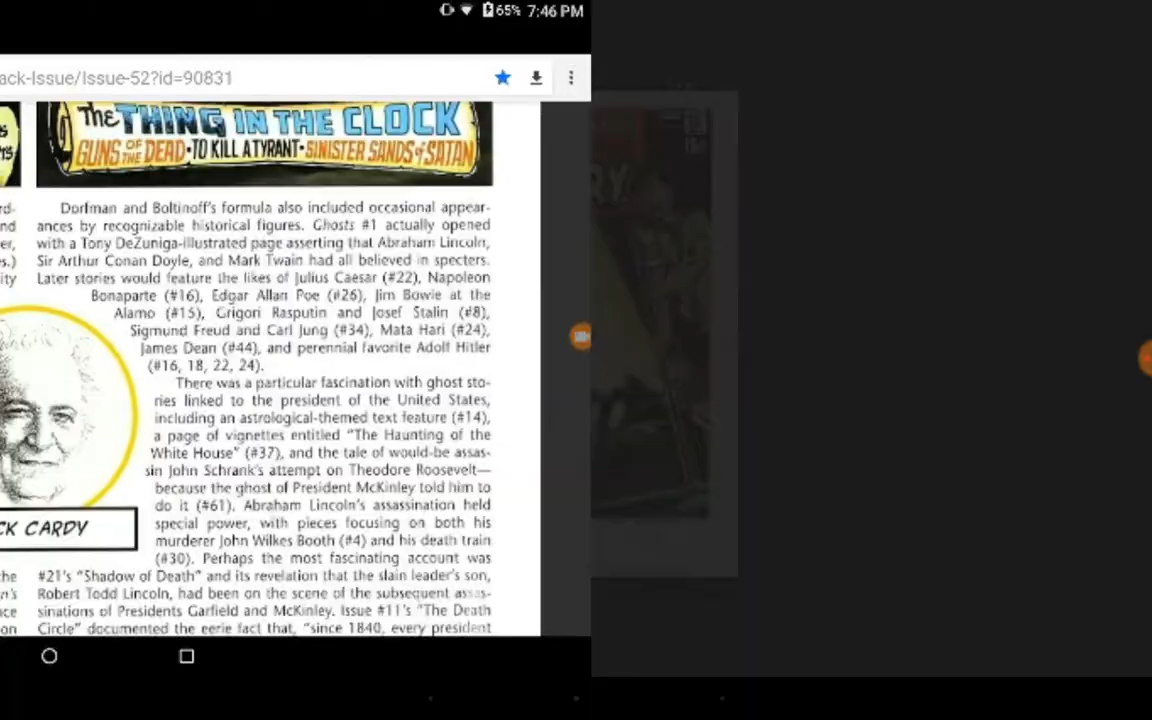 65% 7:46 PM
ack-Issue/Issue-52?id=90831
The THING IN THE CLOCK
GUNS OF THE DEAD • TO KILL A TYRANT • SINISTER SANDS of SATAN
Dorfman and Boltinoff's formula also included occasional appear-
ances by recognizable historical figures. Ghosts #1 actually opened
with a Tony DeZuniga-illustrated page asserting that Abraham Lincoln,
Sir Arthur Conan Doyle, and Mark Twain had all believed in specters.
Later stories would feature the likes of Julius Caesar (#22), Napoleon
Bonaparte (#16), Edgar Allan Poe (#26), Jim Bowie at the
Alamo (#15), Grigori Rasputin and Josef Stalin (#8),
Sigmund Freud and Carl Jung (#34), Mata Hari (#24),
James Dean (#44), and perennial favorite Adolf Hitler
(#16, 18, 22, 24).
There was a particular fascination with ghost sto-
ries linked to the president of the United States,
including an astrological-themed text feature (#14),
a page of vignettes entitled "The Haunting of the
White House" (#37), and the tale of would-be assas-
sin John Schrank's attempt on Theodore Roosevelt—
because the ghost of President McKinley told him to
do it (#61). Abraham Lincoln's assassination held
special power, with pieces focusing on both his
murderer John Wilkes Booth (#4) and his death train
(#30). Perhaps the most fascinating account was
#21's "Shadow of Death" and its revelation that the slain leader's son,
Robert Todd Lincoln, had been on the scene of the subsequent assas-
sinations of Presidents Garfield and McKinley. Issue #11's "The Death
Circle" documented the eerie fact that, "since 1840, every president
rd-
nd
er,
es.)
ity
CK CARDY
the
n's
ace
on